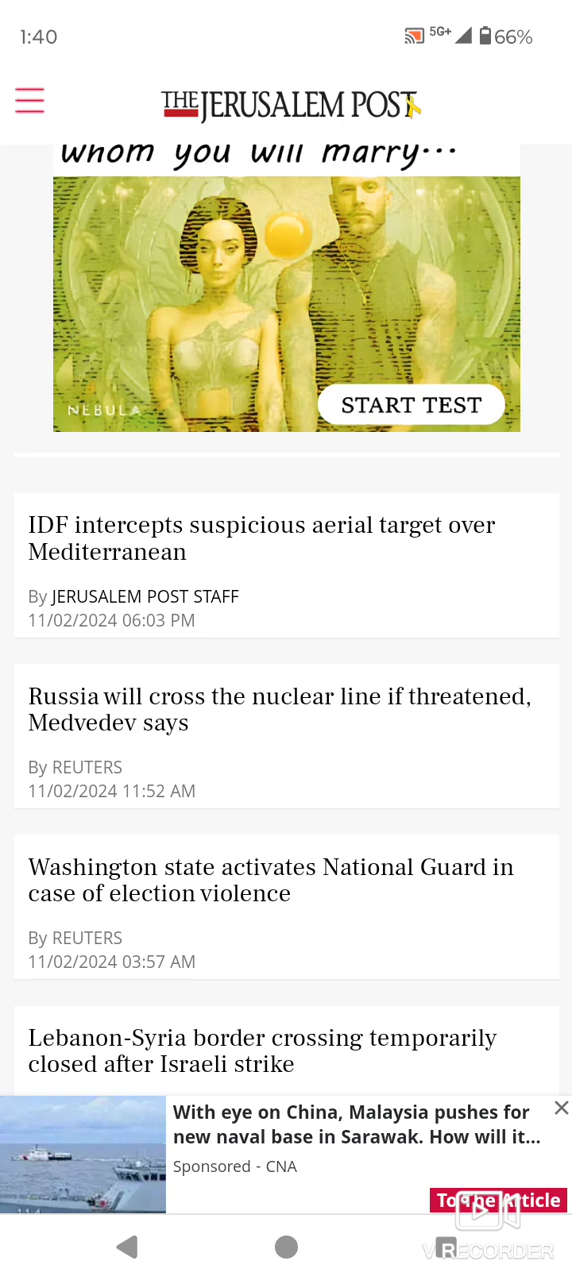 1:40
5G+
66%
THE JERUSALEM POST
whom you will marry...
NEBULA
START TEST
IDF intercepts suspicious aerial target over
Mediterranean
By JERUSALEM POST STAFF
11/02/2024 06:03 PM
Russia will cross the nuclear line if threatened,
Medvedev says
By REUTERS
11/02/2024 11:52 AM
Washington state activates National Guard in
case of election violence
By REUTERS
11/02/2024 03:57 AM
Lebanon-Syria border crossing temporarily
closed after Israeli strike
With eye on China, Malaysia pushes for
new naval base in Sarawak. How will it...
Sponsored - CNA
To The Article
VRECORDER